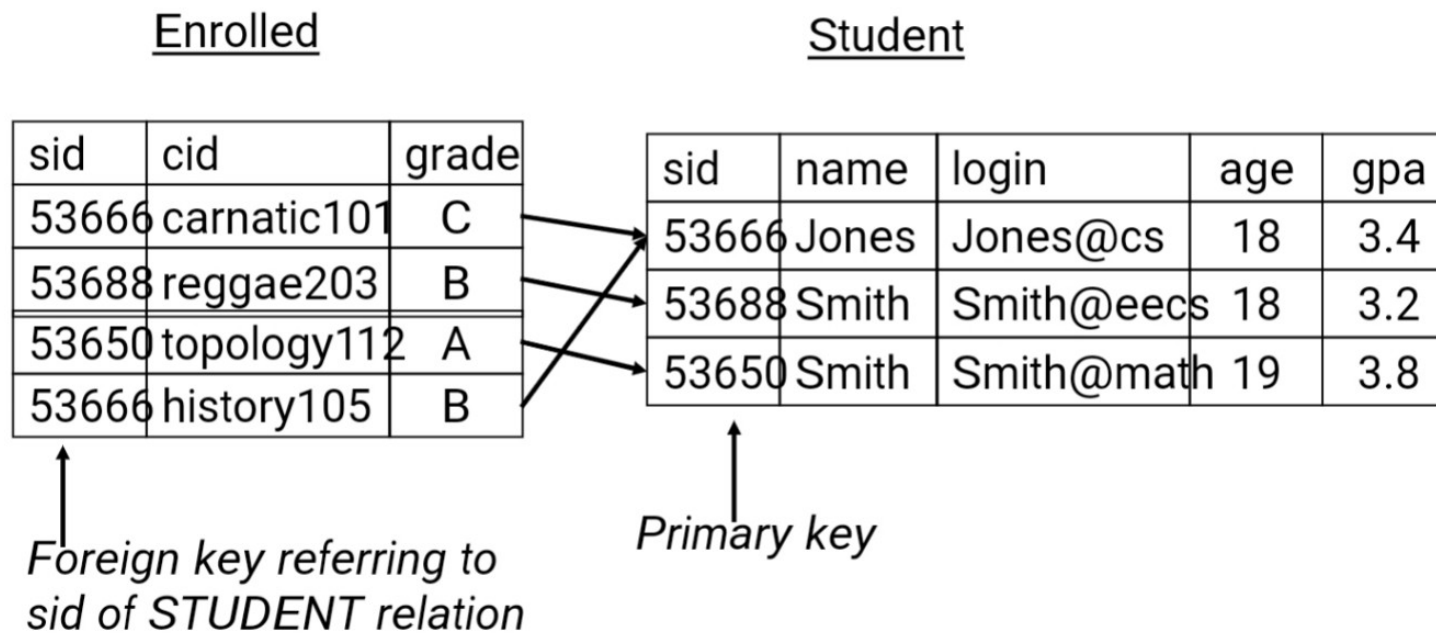 Enrolled
Student
sid cid grade
53666 carnatic101 C
53688 reggae203 B
53650 topology112 A
53666 history105 B
sid name login age gpa
53666 Jones Jones@cs 18 3.4
53688 Smith Smith@eecs 18 3.2
53650 Smith Smith@math 19 3.8
Foreign key referring to
sid of STUDENT relation
Primary key